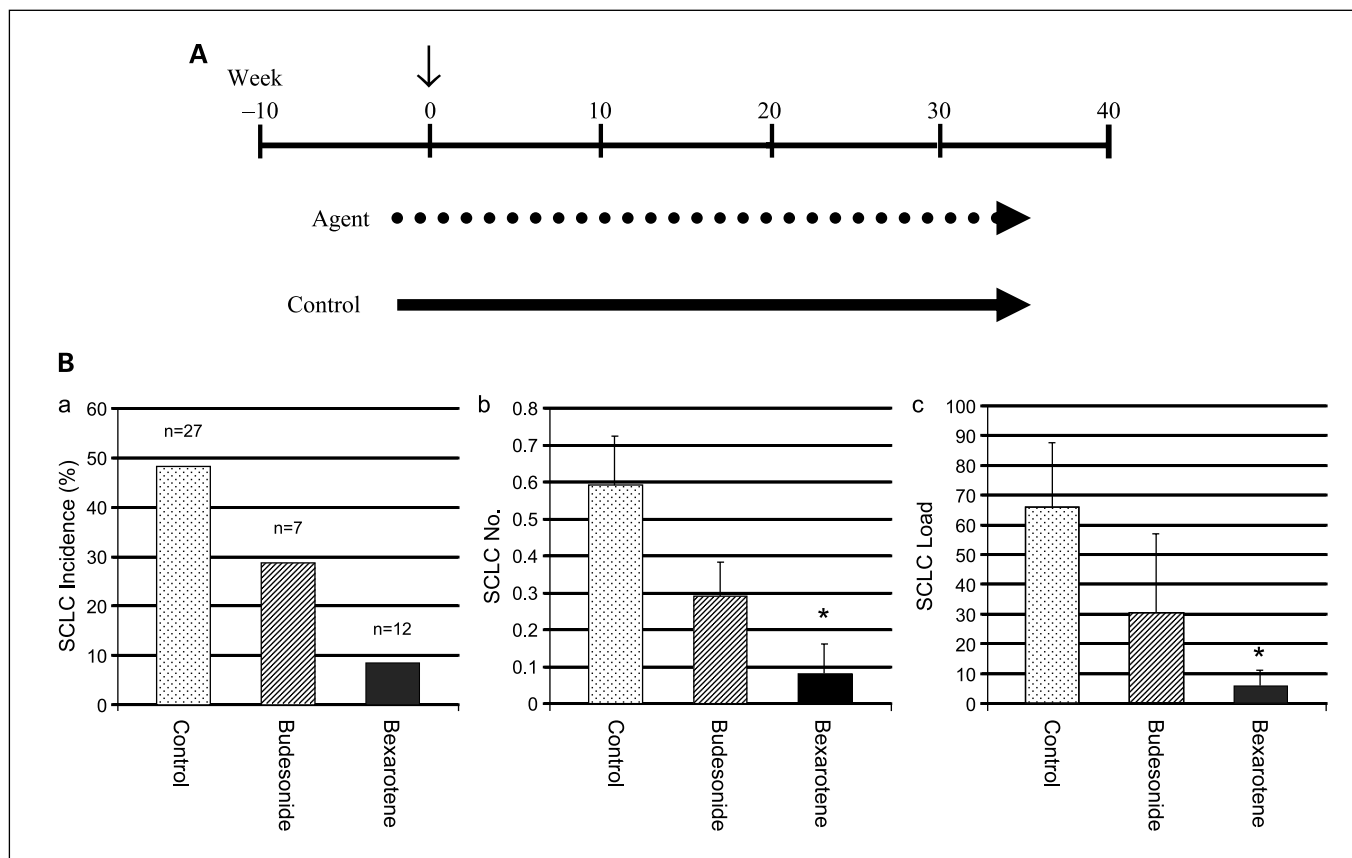 A
Week
–10 0 10 20 30 40
Agent
Control
B
a
SCLC Incidence (%)
60
50
40
30
20
10
0
n=27
n=7
n=12
Control
Budesonide
Bexarotene
b
SCLC No.
0.8
0.7
0.6
0.5
0.4
0.3
0.2
0.1
0
*
Control
Budesonide
Bexarotene
c
SCLC Load
100
90
80
70
60
50
40
30
20
10
0
*
Control
Budesonide
Bexarotene